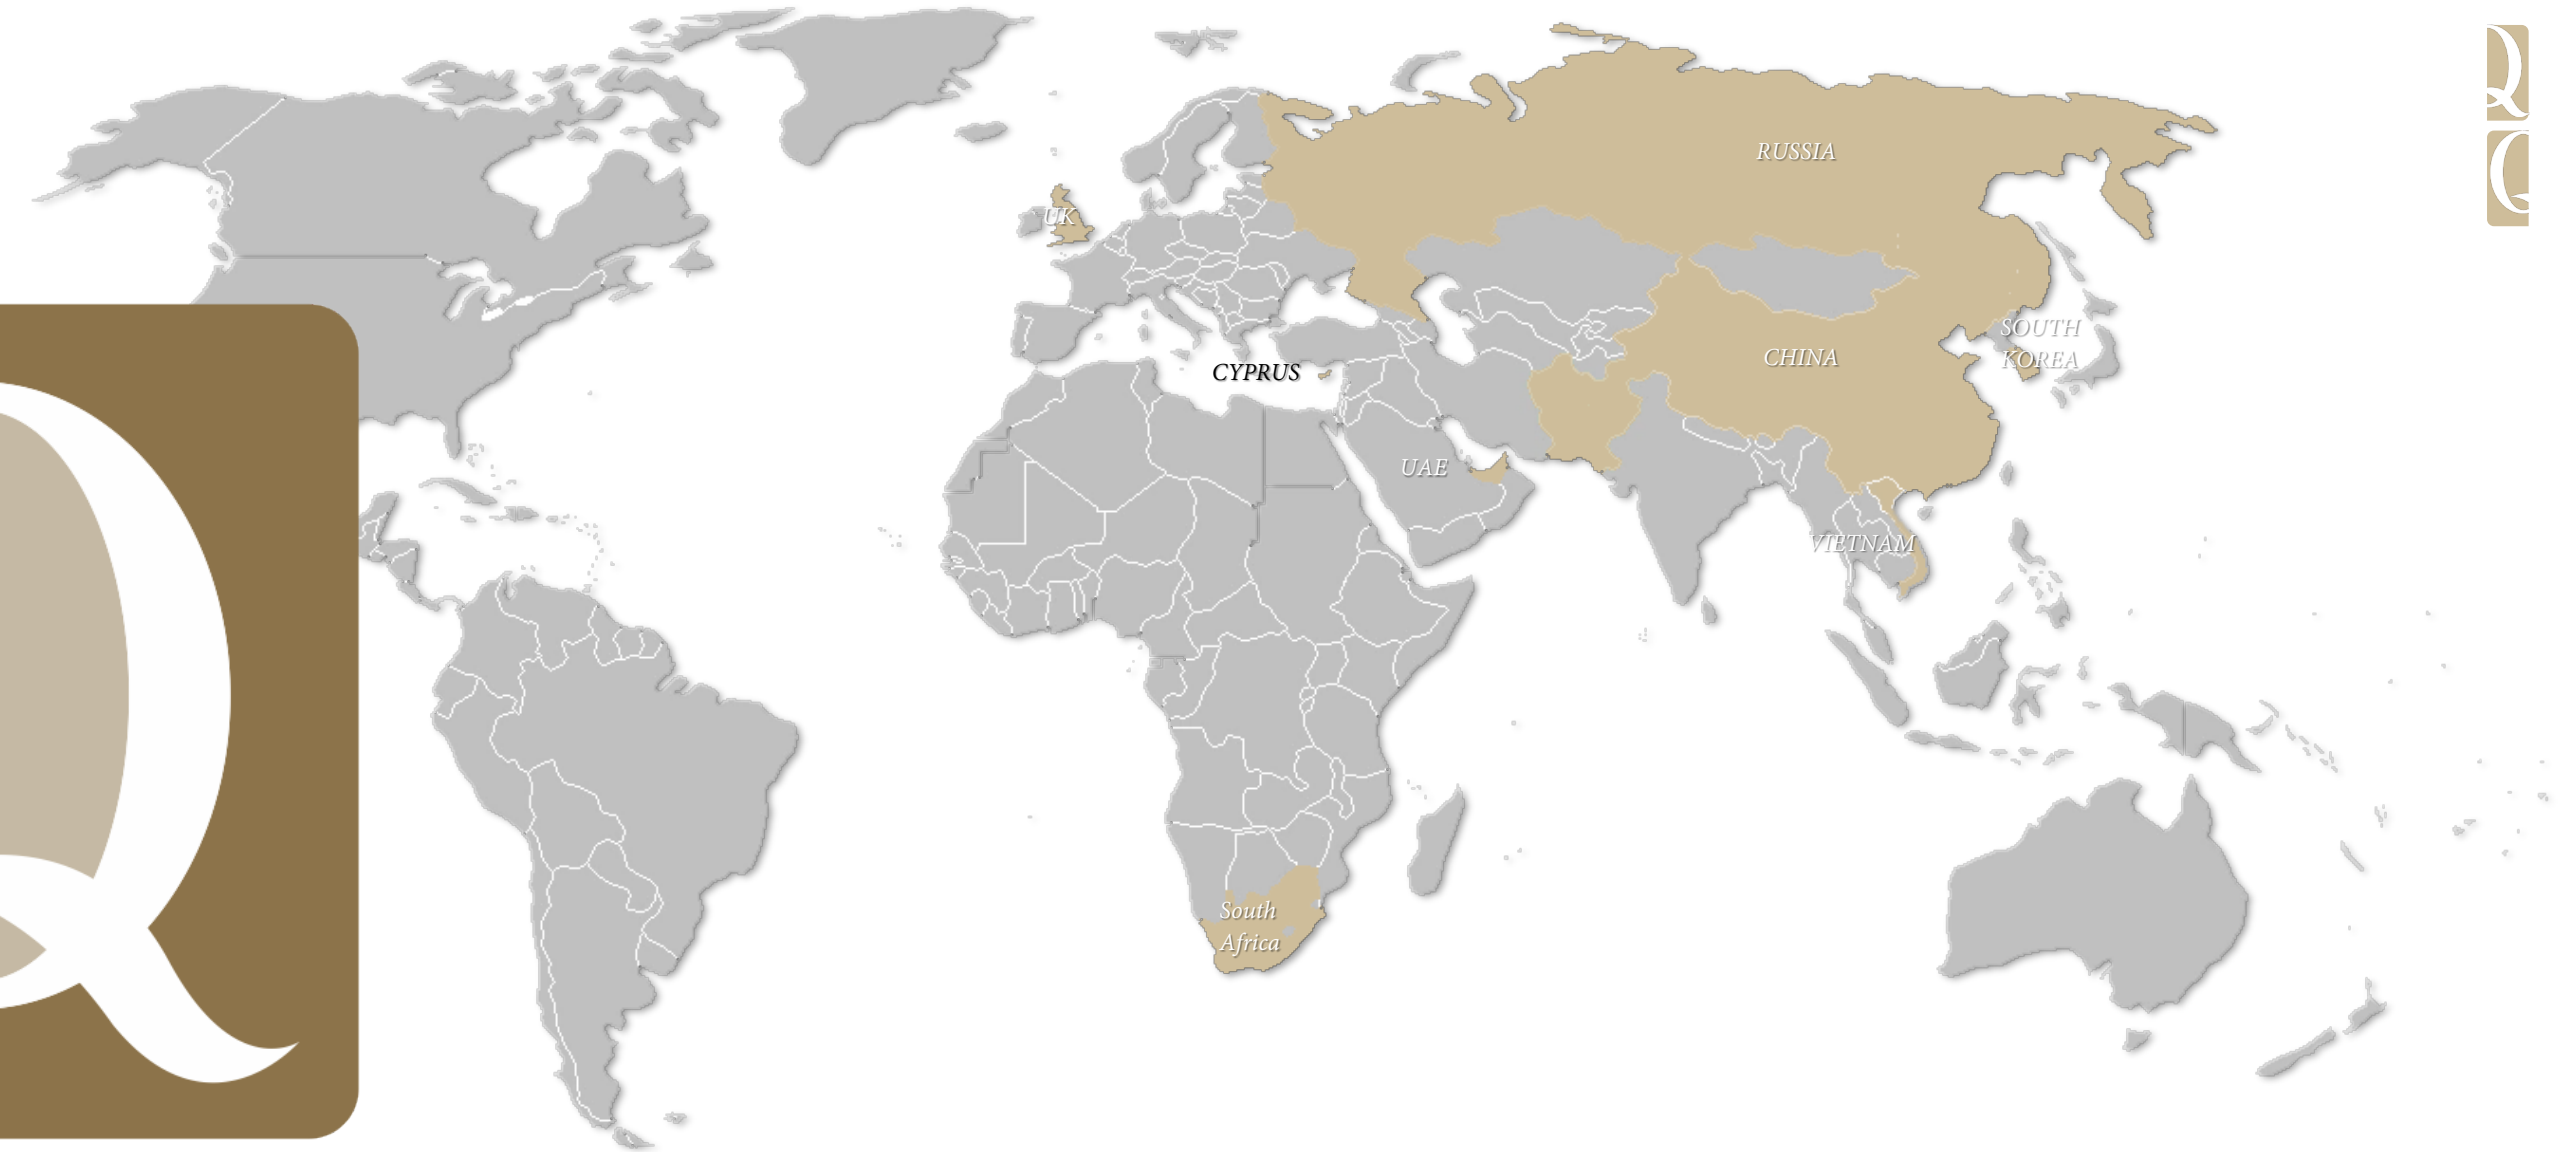 RUSSIA
UK
SOUTH
KOREA
CHINA
CYPRUS
UAE
VIETNAM
South
Africa
Q
Q
Q